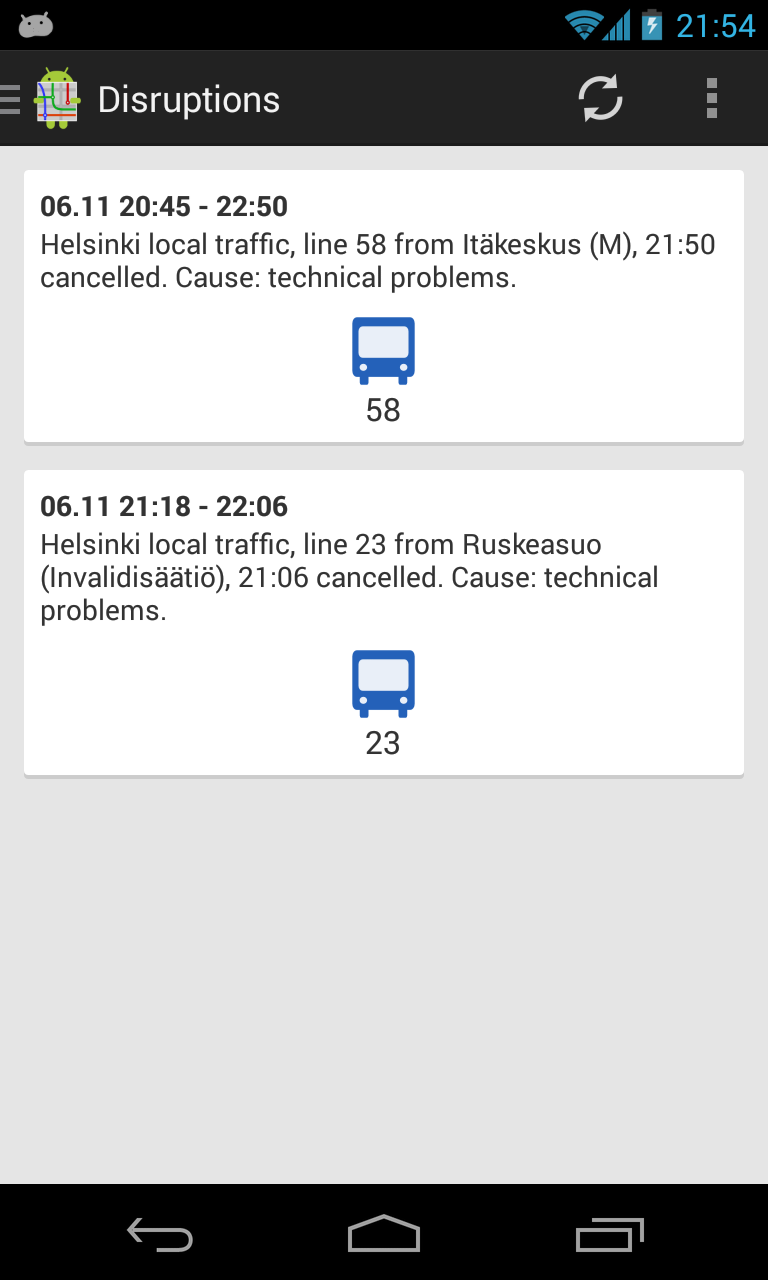 21:54
Disruptions
06.11 20:45 - 22:50
Helsinki local traffic, line 58 from Itäkeskus (M), 21:50
cancelled. Cause: technical problems.
58
06.11 21:18 - 22:06
Helsinki local traffic, line 23 from Ruskeasuo
(Invalidisäätiö), 21:06 cancelled. Cause: technical
problems.
23